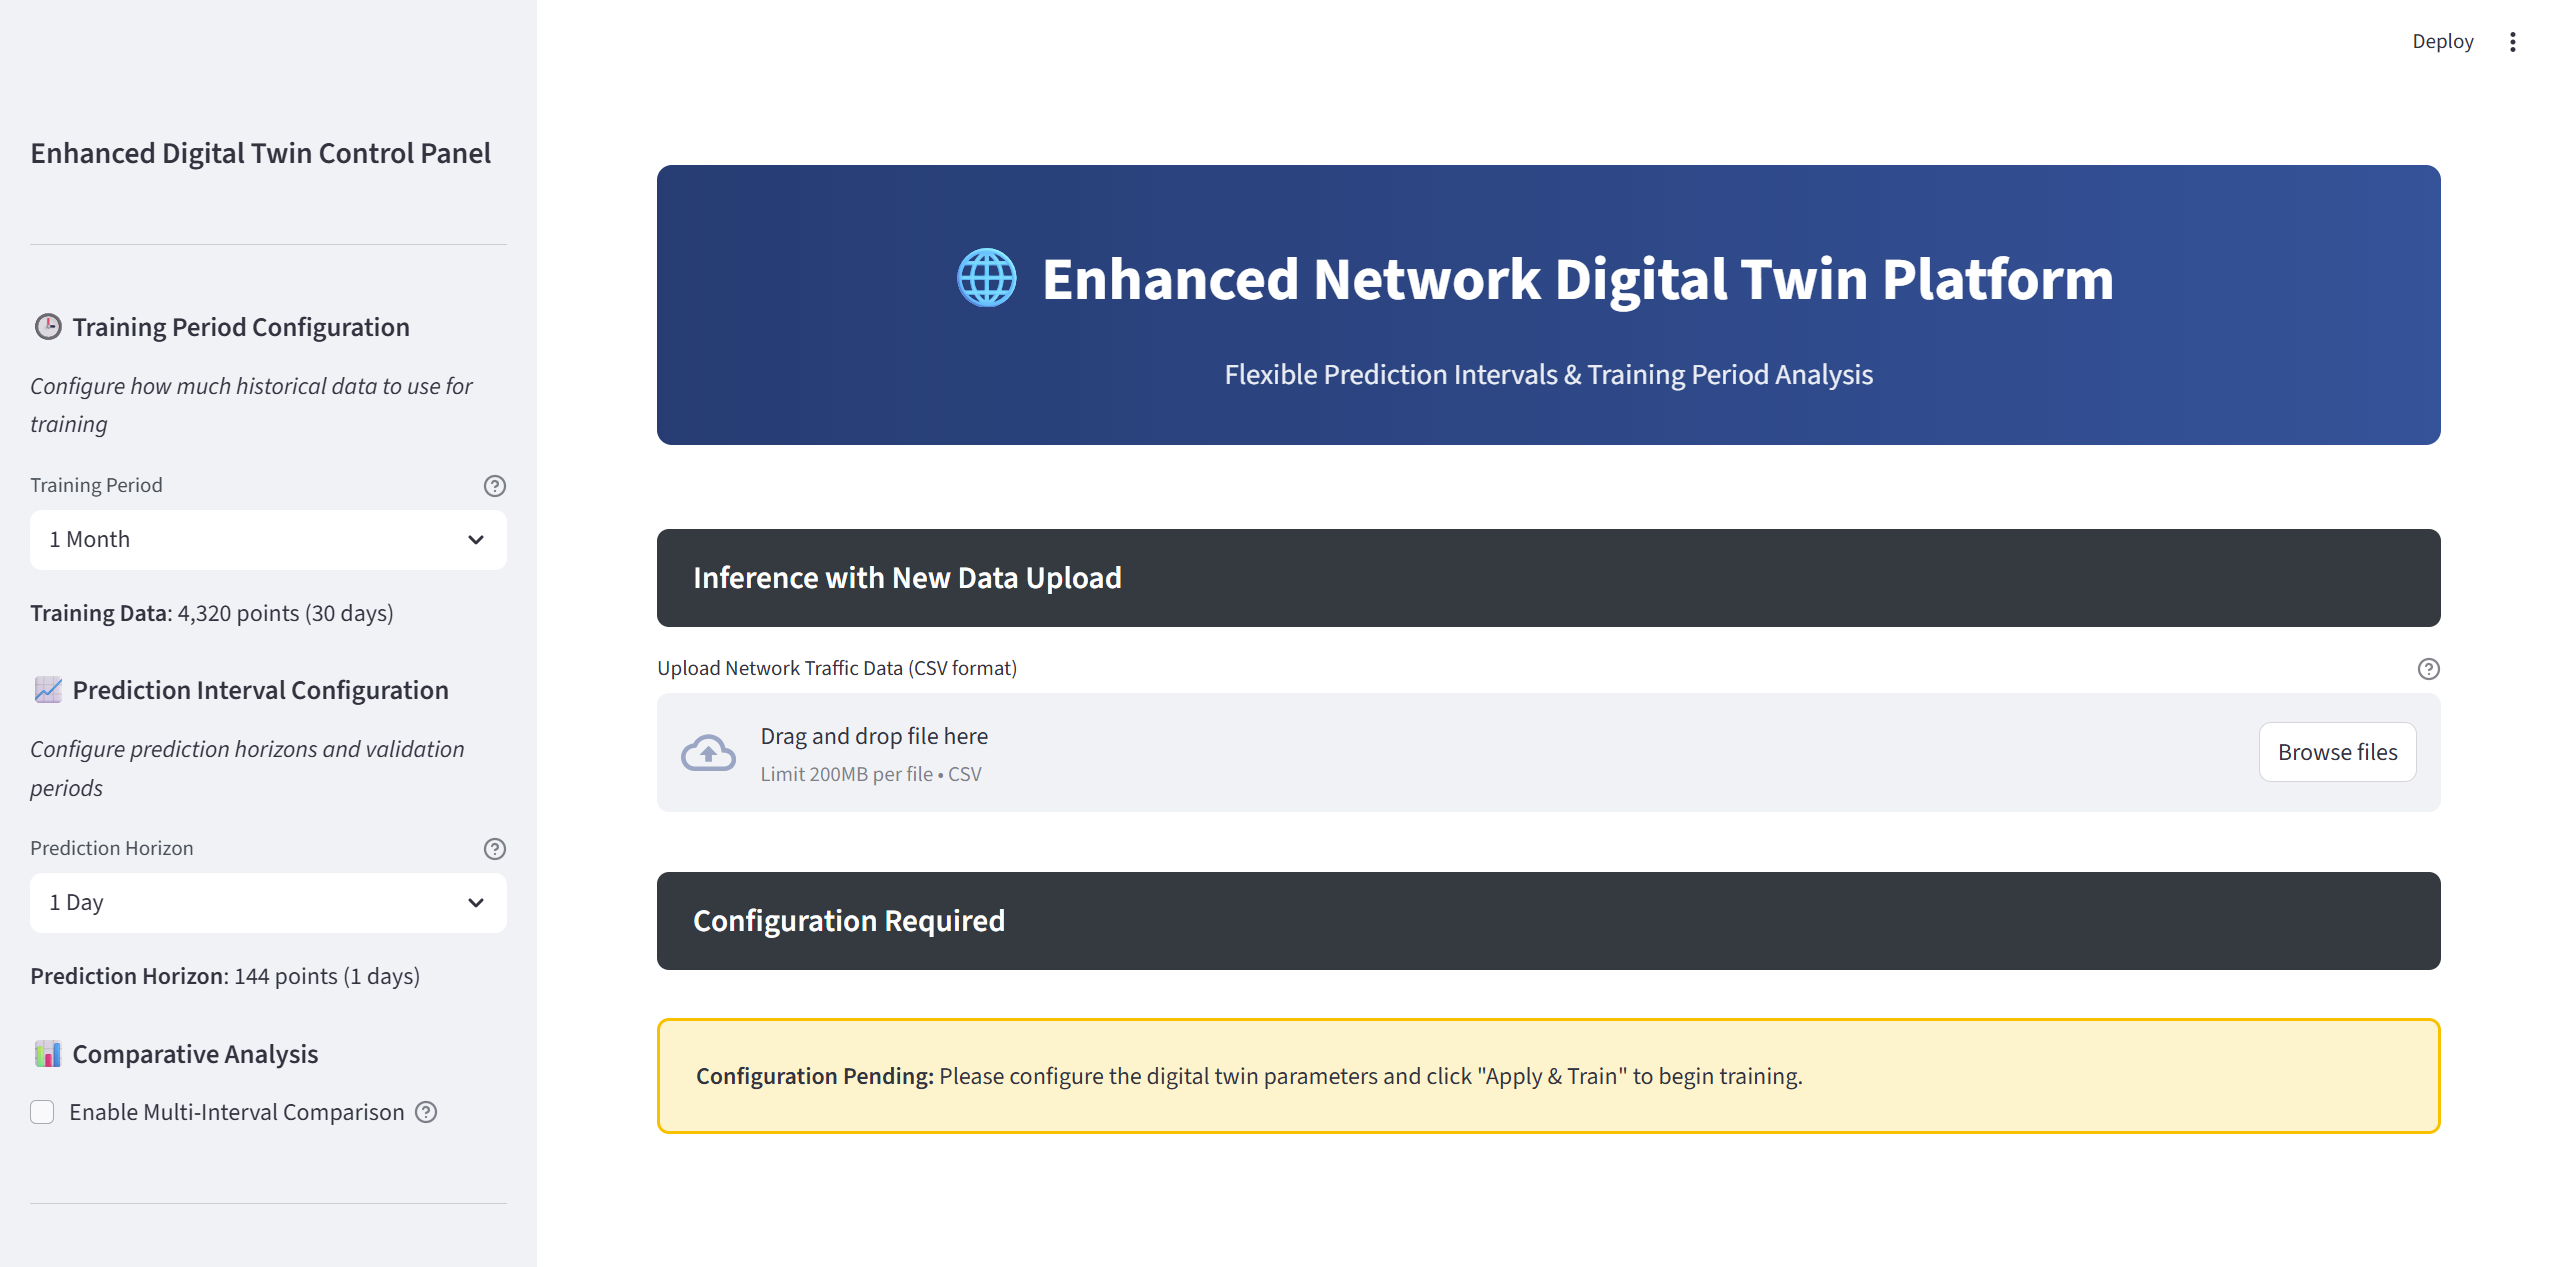 Deploy
Enhanced Digital Twin Control Panel
Training Period Configuration
Configure how much historical data to use for
training
Training Period
1 Month
Training Data: 4,320 points (30 days)
Prediction Interval Configuration
Configure prediction horizons and validation
periods
Prediction Horizon
1 Day
Prediction Horizon: 144 points (1 days)
Comparative Analysis
Enable Multi-Interval Comparison
Enhanced Network Digital Twin Platform
Flexible Prediction Intervals & Training Period Analysis
Inference with New Data Upload
Upload Network Traffic Data (CSV format)
Drag and drop file here
Limit 200MB per file • CSV
Browse files
Configuration Required
Configuration Pending: Please configure the digital twin parameters and click "Apply & Train" to begin training.